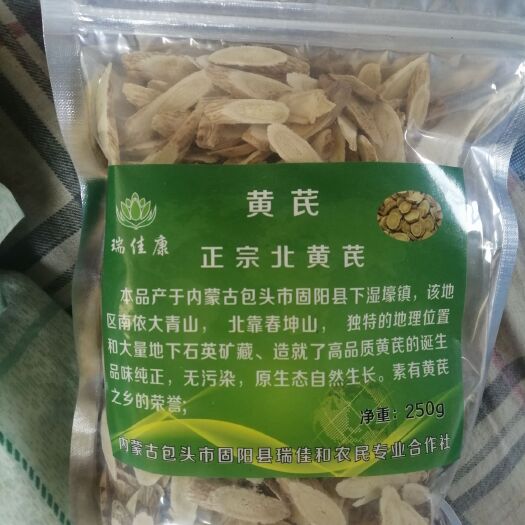 黄芪
瑞佳康
正宗北黄芪
本品产于内蒙古包头市固阳县下湿壕镇，该地
区南依大青山， 北靠春坤山， 独特的地理位置
和大量地下石英矿藏、造就了高品质黄芪的诞生
品味纯正，无污染，原生态自然生长。素有黄芪
之乡的荣誉;
净重：250g
内蒙古包头市固阳县瑞佳和农民专业合作社